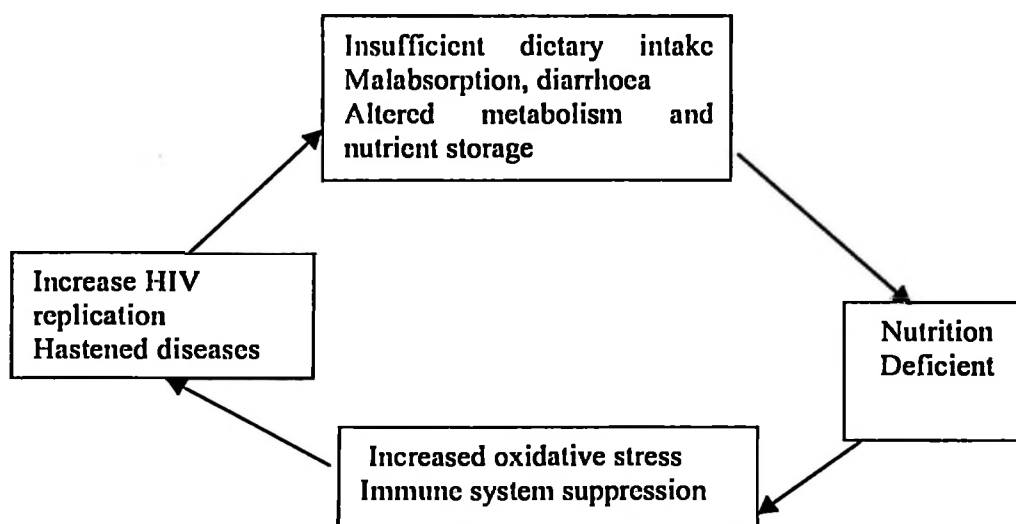 Insufficient dietary intake
Malabsorption, diarrhoea
Altered metabolism and
nutrient storage
Nutrition
Deficient
Increased oxidative stress
Immune system suppression
Increase HIV
replication
Hastened diseases